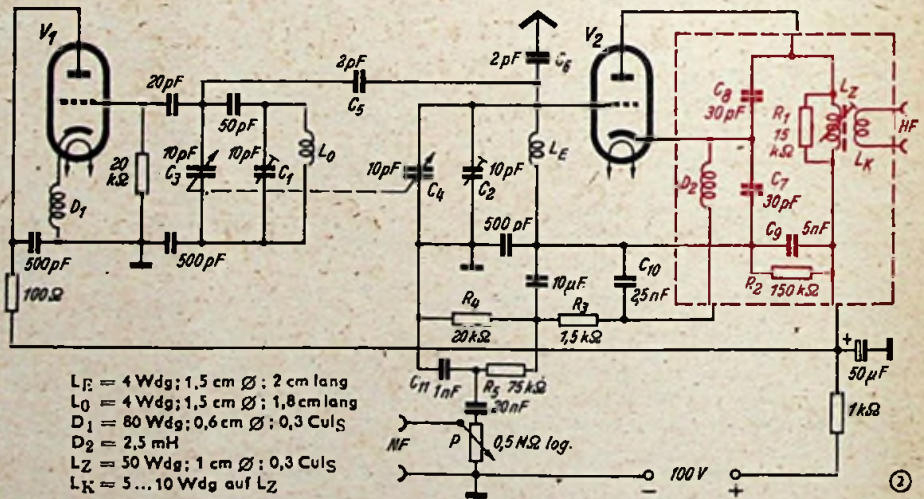 V1
20pF
2pF
C5
2pF
C6
V2
50pF
C8
30pF
LZ
R1
15
kΩ
HF
LK
20
kΩ
10pF
C3
10pF
C1
LO
10pF
C4
10pF
C2
LE
D1
D2
C7
30pF
500pF
500pF
500pF
C9
5nF
10µF
C10
25nF
R2
150kΩ
100Ω
R4
20kΩ
R3
1,5kΩ
+
50µF
C11
1nF
R5
75kΩ
20nF
1kΩ
NF
P
0,5MΩ log.
100V
−
+
LE = 4 Wdg; 1,5 cm Ø; 2 cm lang
LO = 4 Wdg; 1,5 cm Ø; 1,8 cm lang
D1 = 80 Wdg; 0,6 cm Ø; 0,3 CulS
D2 = 2,5 mH
LZ = 50 Wdg; 1 cm Ø; 0,3 CulS
LK = 5...10 Wdg auf LZ
2